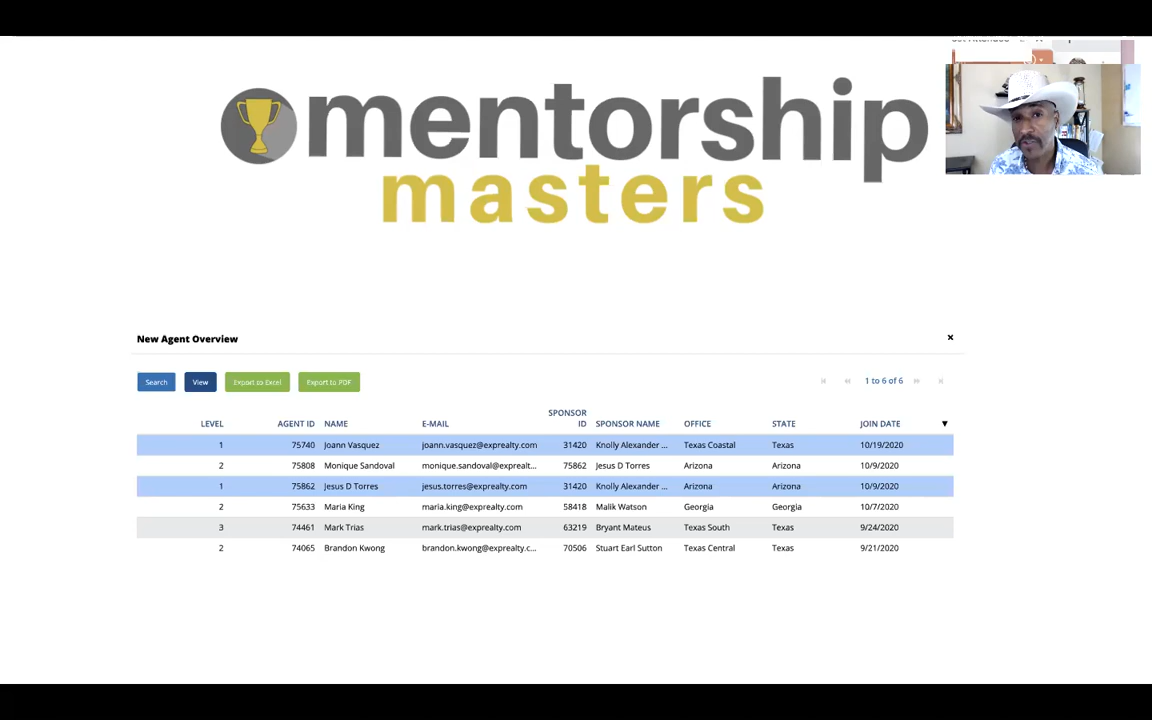 mentorship
masters
New Agent Overview
Search View Export to Excel Export to PDF 1 to 6 of 6
LEVEL AGENT ID NAME E-MAIL SPONSOR ID SPONSOR NAME OFFICE STATE JOIN DATE
1 75740 Joann Vasquez joann.vasquez@exprealty.com 31420 Knolly Alexander ... Texas Coastal Texas 10/19/2020
2 75808 Monique Sandoval monique.sandoval@exprealt... 75862 Jesus D Torres Arizona Arizona 10/9/2020
1 75862 Jesus D Torres jesus.torres@exprealty.com 31420 Knolly Alexander ... Arizona Arizona 10/9/2020
2 75633 Maria King maria.king@exprealty.com 58418 Malik Watson Georgia Georgia 10/7/2020
3 74461 Mark Trias mark.trias@exprealty.com 63219 Bryant Mateus Texas South Texas 9/24/2020
2 74065 Brandon Kwong brandon.kwong@exprealty.c... 70506 Stuart Earl Sutton Texas Central Texas 9/21/2020